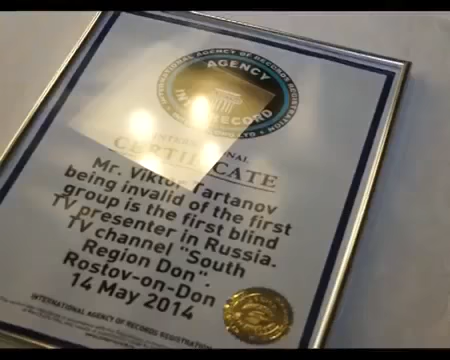 INTERNATIONAL AGENCY OF RECORDS REGISTRATION
AGENCY
INTERRECORD
INTERNATIONAL
CERTIFICATE
Mr. Viktor Tartanov
being invalid of the first
group is the first blind
TV presenter in Russia.
TV channel "South
Region Don".
Rostov-on-Don
14 May 2014
INTERNATIONAL AGENCY OF RECORDS REGISTRATION